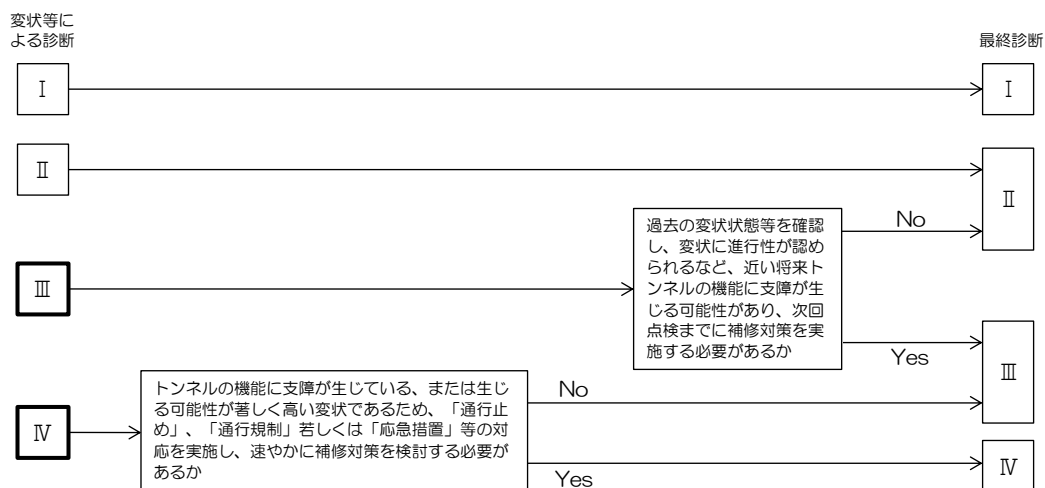 変状等に
よる診断
最終診断
Ⅰ
Ⅰ
Ⅱ
Ⅱ
過去の変状状態等を確認
し、変状に進行性が認め
られるなど、近い将来ト
ンネルの機能に支障が生
じる可能性があり、次回
点検までに補修対策を実
施する必要があるか
No
Ⅲ
Yes
Ⅲ
トンネルの機能に支障が生じている、または生じ
る可能性が著しく高い変状であるため、「通行止
め」、「通行規制」若しくは「応急措置」等の対
応を実施し、速やかに補修対策を検討する必要が
あるか
No
Ⅳ
Yes
Ⅳ